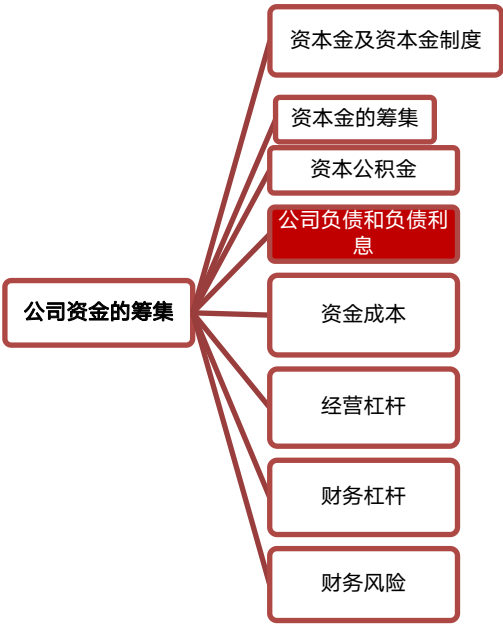 资本金及资本金制度
资本金的筹集
资本公积金
公司负债和负债利
息
公司资金的筹集
资金成本
经营杠杆
财务杠杆
财务风险